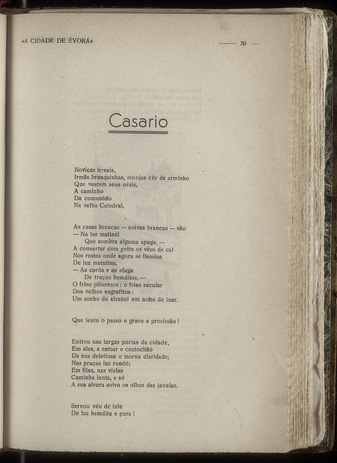 «A CIDADE DE ÉVORA»
59
Casario
Noviças irreais,
Irmãs branquinhas, monjas côr de arminho
Que vestem seus orais,
A caminho
Da comunhão
Na velha Catedral,
As casas brancas — noivas brancas — vão
— Na luz matinal
Que sombra alguma apaga, —
A consertar com geito os véus de cal
Nos rostos onde agora se ilumina
De luz matutina,
— As corôa e as afaga
De traços bemditos, —
O friso pitoresco: o friso secular
Dos velhos esgrafitos:
Um sonho de alvanel em noite de luar.
Que lento o passo e grave a procissão!
Entrou nas largas portas da cidade,
Em alas, a entoar o cantochão
Da sua deleitosa e morna claridade;
Nas praças faz rondó;
Em filas, nas vielas
Caminha lenta, e só
A sua alvura aviva os olhos das janelas.
Sereno véu de tule
Da luz bemdita e pura!